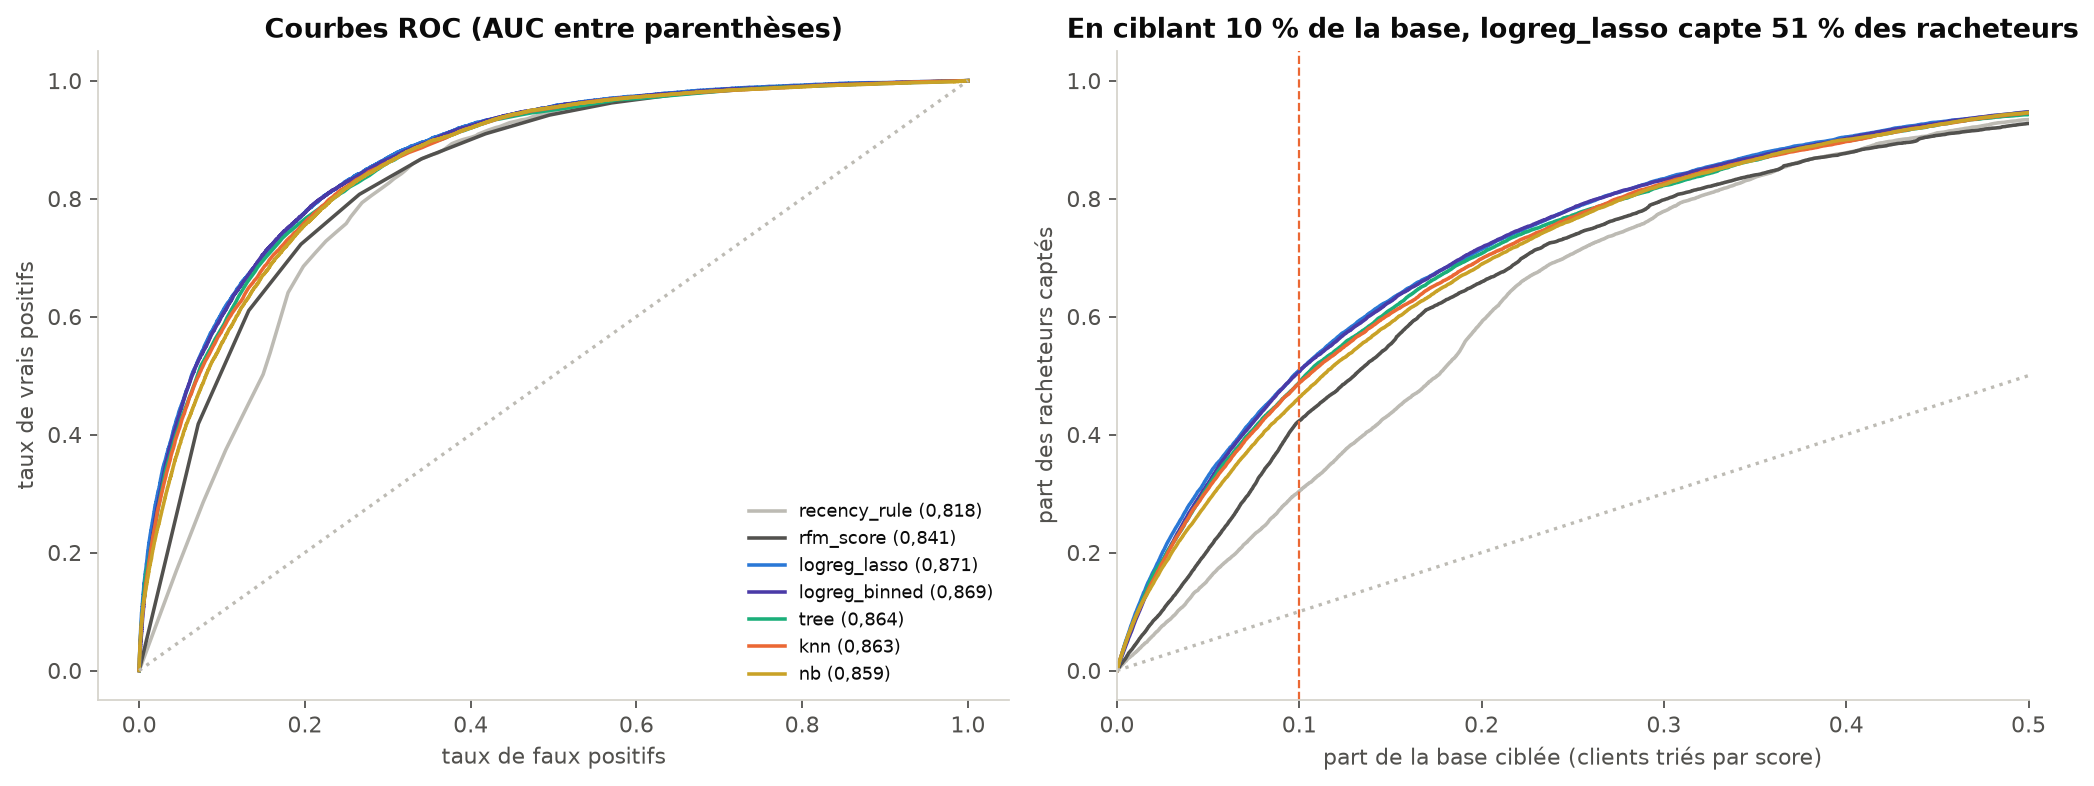 Courbes ROC (AUC entre parenthèses)
taux de vrais positifs
1.0
0.8
0.6
0.4
0.2
0.0
recency_rule (0,818)
rfm_score (0,841)
logreg_lasso (0,871)
logreg_binned (0,869)
tree (0,864)
knn (0,863)
nb (0,859)
0.0 0.2 0.4 0.6 0.8 1.0
taux de faux positifs
En ciblant 10 % de la base, logreg_lasso capte 51 % des racheteurs
part des racheteurs captés
1.0
0.8
0.6
0.4
0.2
0.0
0.0 0.1 0.2 0.3 0.4 0.5
part de la base ciblée (clients triés par score)